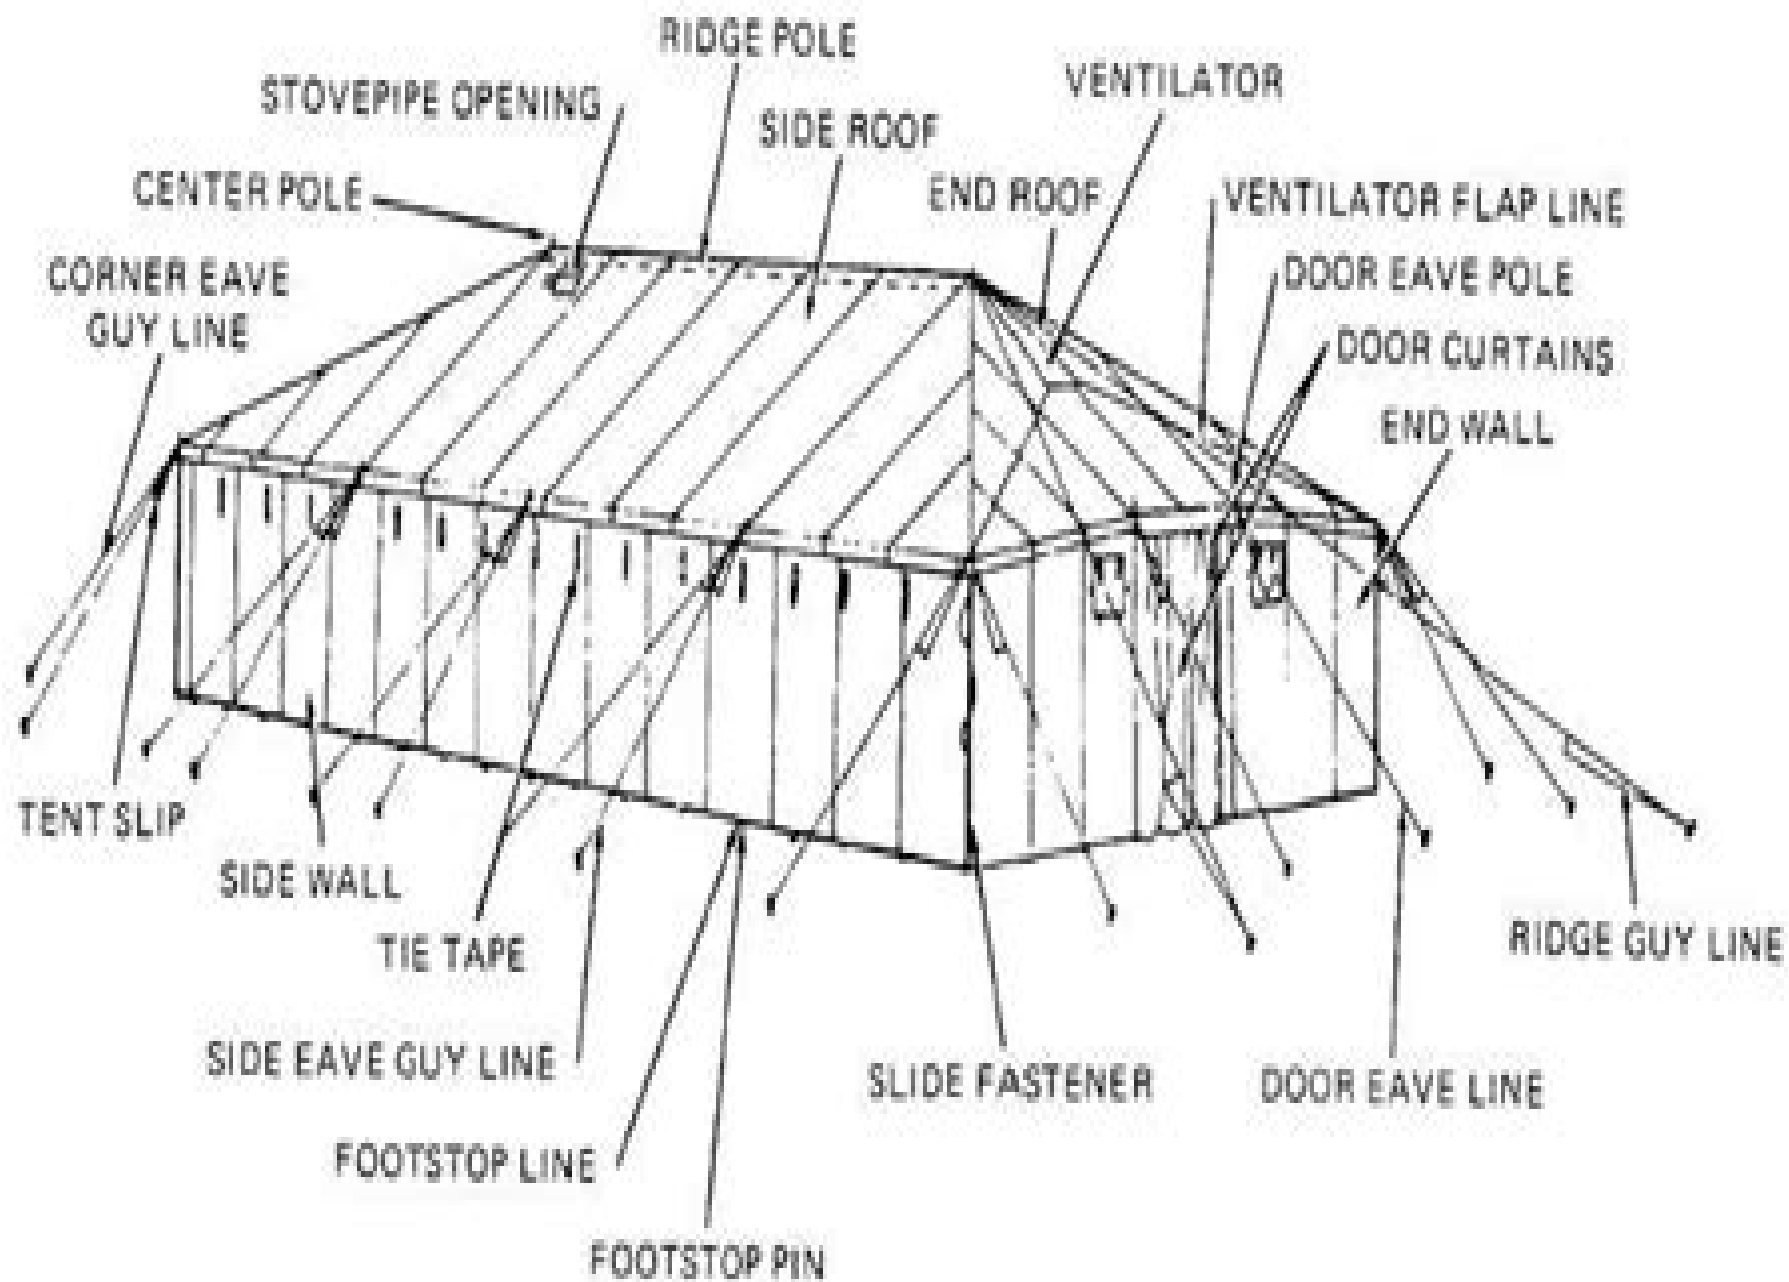 RIDGE POLE
STOVEPIPE OPENING
VENTILATOR
SIDE ROOF
CENTER POLE
END ROOF
VENTILATOR FLAP LINE
CORNER EAVE
GUY LINE
DOOR EAVE POLE
DOOR CURTAINS
END WALL
TENT SLIP
SIDE WALL
TIE TAPE
RIDGE GUY LINE
SIDE EAVE GUY LINE
SLIDE FASTENER
DOOR EAVE LINE
FOOTSTOP LINE
FOOTSTOP PIN